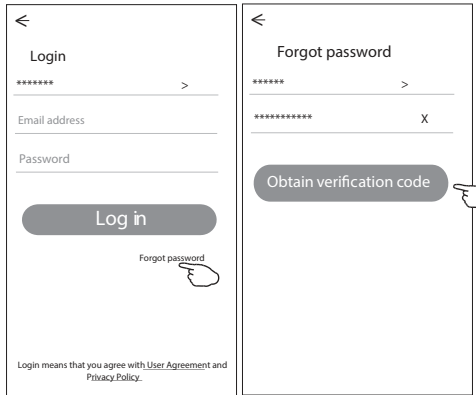 Login
******* >
Email address
Password
Log in
Forgot password
Login means that you agree with User Agreement and
Privacy Policy
Forgot password
****** >
*********** X
Obtain verification code